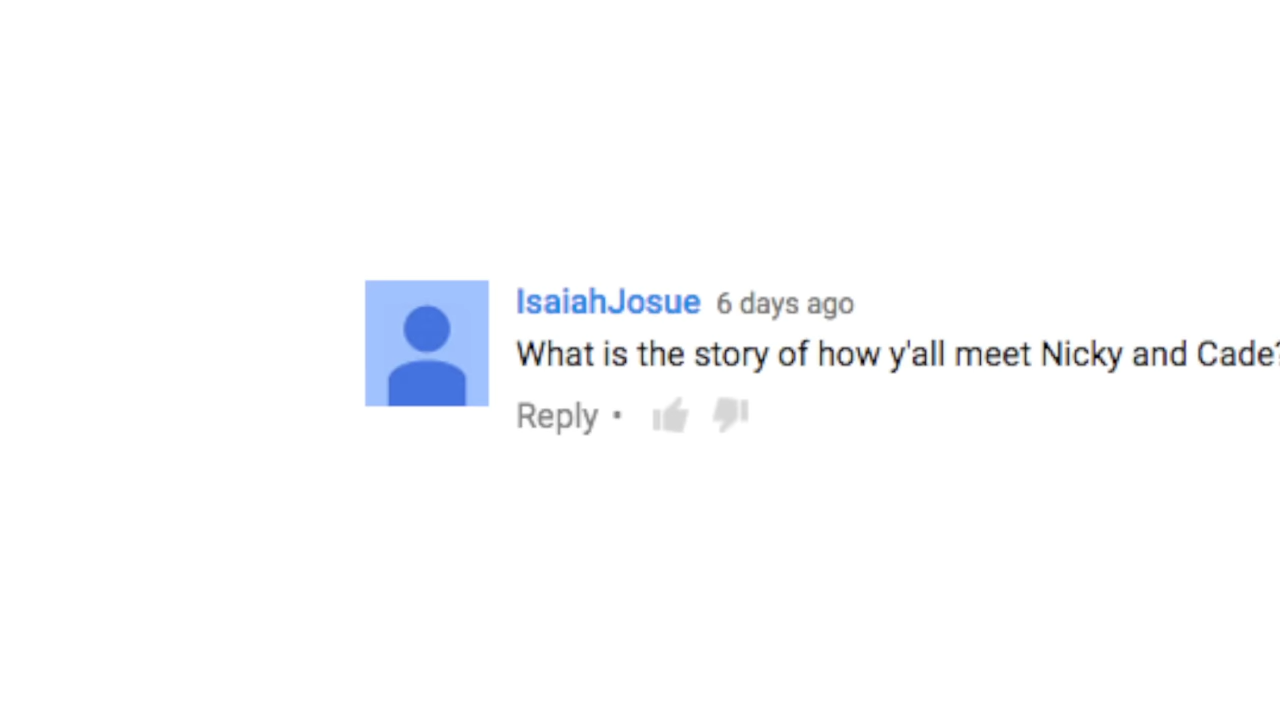 IsaiahJosue 6 days ago
What is the story of how y'all meet Nicky and Cade?
Reply •